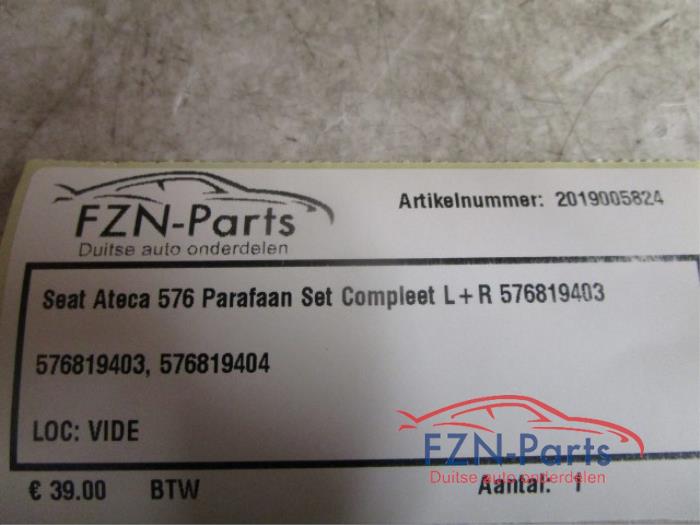 FZN-Parts
Duitse auto onderdelen
Artikelnummer: 2019005824
Seat Ateca 576 Parafaan Set Compleet L+R 576819403
576819403, 576819404
LOC: VIDE
FZN-Parts
Duitse auto onderdelen
€ 39.00 BTW Aantal: 1